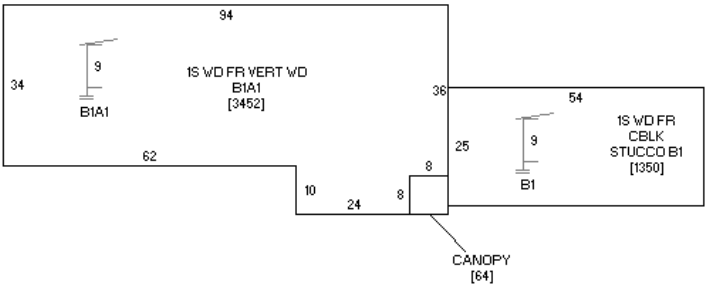 94
34
9
B1A1
1S WD FR VERT WD
B1A1
[3452]
36
54
62
10
24
8
8
25
9
B1
1S WD FR
CBLK
STUCCO B1
[1350]
CANOPY
[64]